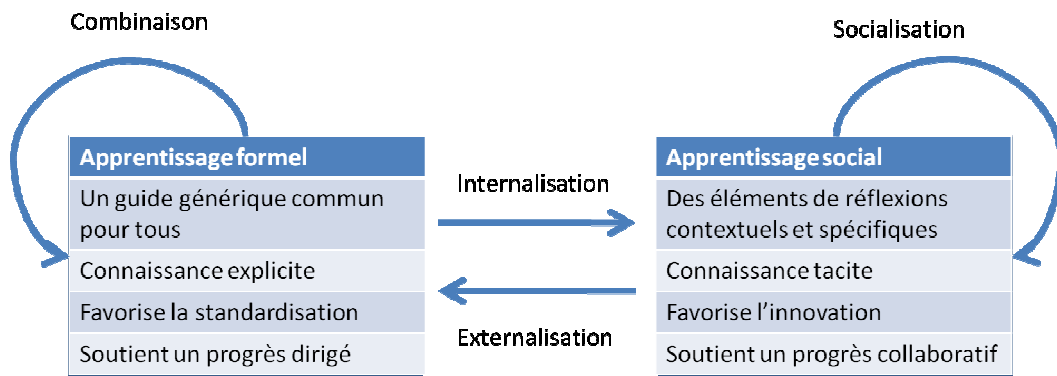 Combinaison
Socialisation
Apprentissage formel
Un guide générique commun
pour tous
Connaissance explicite
Favorise la standardisation
Soutient un progrès dirigé
Internalisation
Externalisation
Apprentissage social
Des éléments de réflexions
contextuels et spécifiques
Connaissance tacite
Favorise l'innovation
Soutient un progrès collaboratif